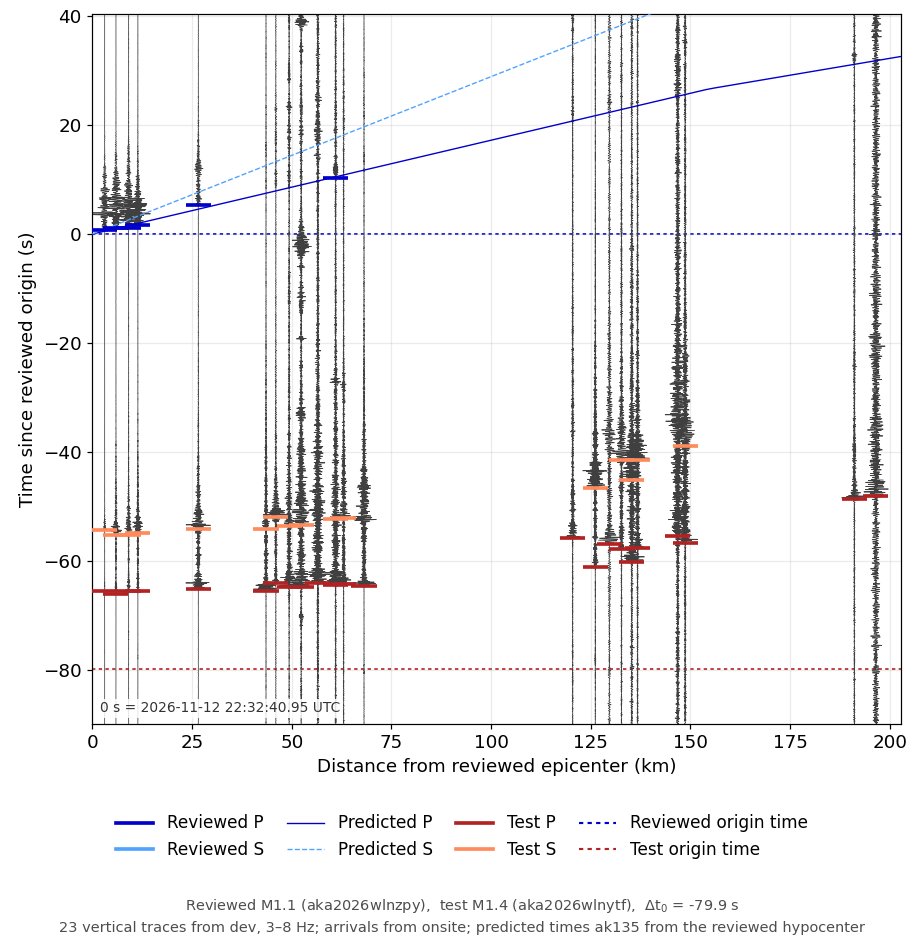 40
20
0
−20
−40
−60
−80
Time since reviewed origin (s)
0 s = 2026-11-12 22:32:40.95 UTC
0 25 50 75 100 125 150 175 200
Distance from reviewed epicenter (km)
Reviewed P Predicted P Test P Reviewed origin time
Reviewed S Predicted S Test S Test origin time
Reviewed M1.1 (aka2026wlnzpy), test M1.4 (aka2026wlnytf), Δt₀ = -79.9 s
23 vertical traces from dev, 3–8 Hz; arrivals from onsite; predicted times ak135 from the reviewed hypocenter